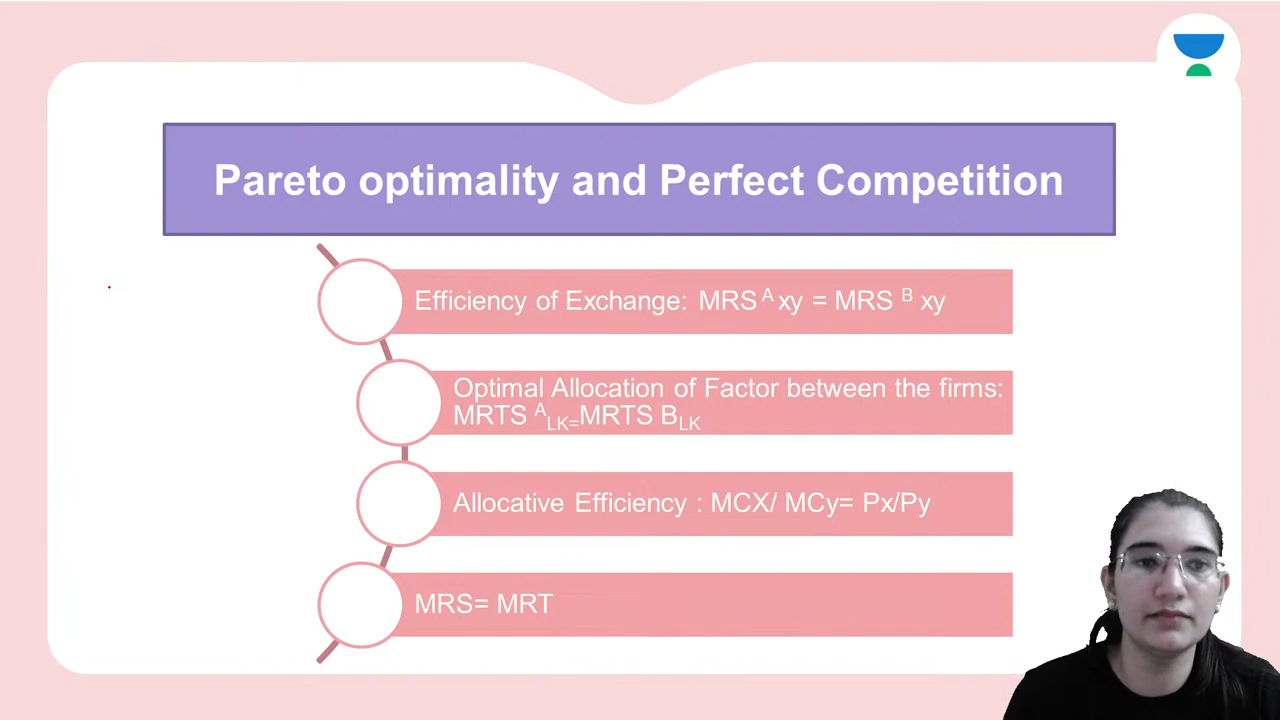 Pareto optimality and Perfect Competition
Efficiency of Exchange: MRS A xy = MRS B xy
Optimal Allocation of Factor between the firms:
MRTS A LK=MRTS BLK
Allocative Efficiency : MCX/ MCy= Px/Py
MRS= MRT